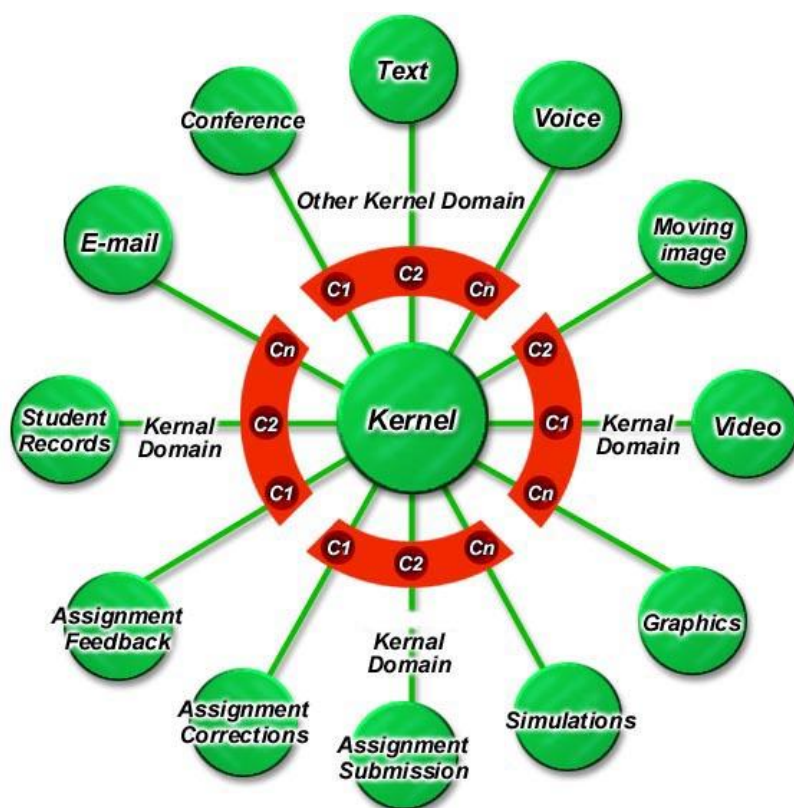 Text
Conference
Voice
Other Kernel Domain
Moving
image
E-mail
C1
C2
Cn
Cn
C2
Kernel
Student
Records
Kernal
Domain
C2
C1
Kernal
Domain
Video
C1
Cn
C1
C2
Cn
Assignment
Feedback
Graphics
Kernal
Domain
Assignment
Corrections
Simulations
Assignment
Submission